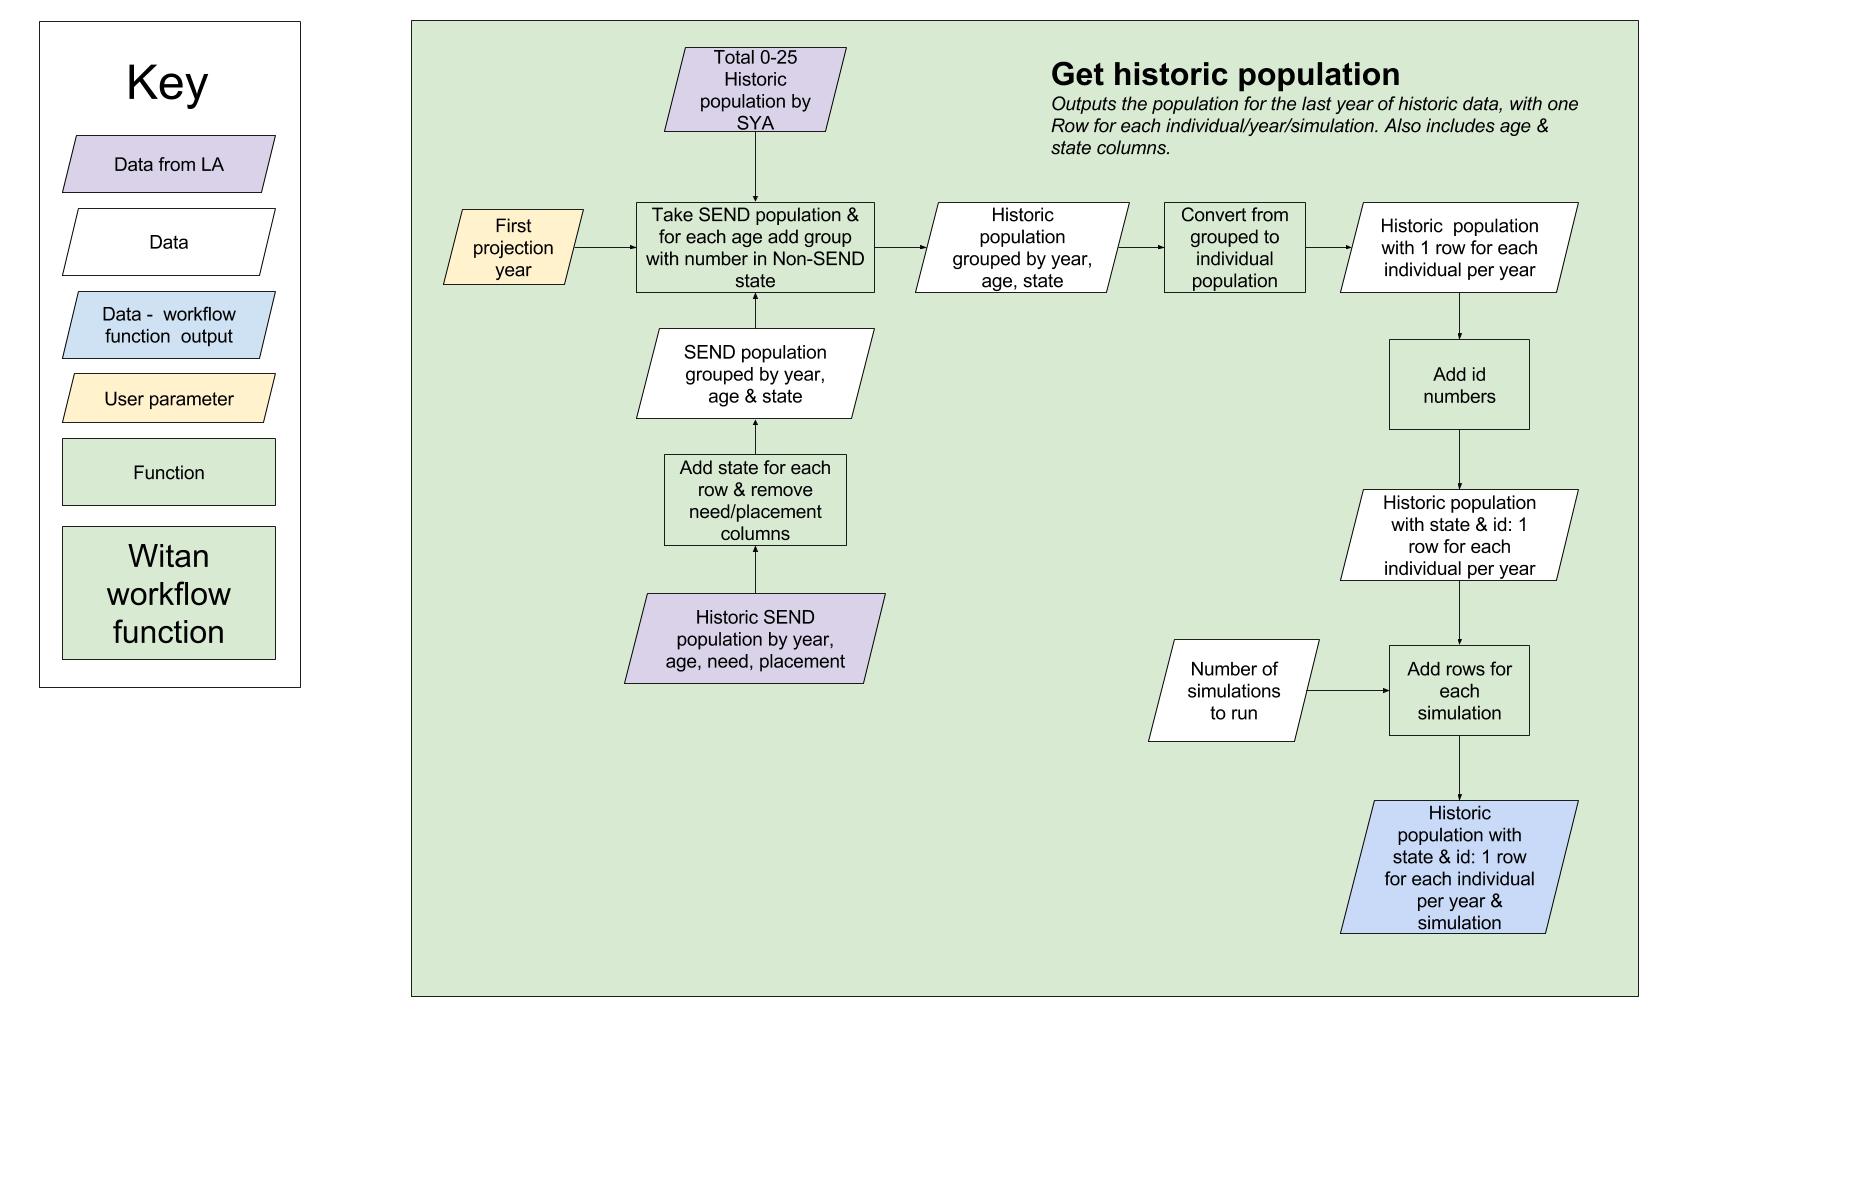 Key
Data from LA
Data
Data - workflow
function output
User parameter
Function
Witan
workflow
function
Get historic population
Outputs the population for the last year of historic data, with one
Row for each individual/year/simulation. Also includes age &
state columns.
Total 0-25
Historic
population by
SYA
First
projection
year
Take SEND population &
for each age add group
with number in Non-SEND
state
Historic
population
grouped by year,
age, state
Convert from
grouped to
individual
population
Historic population
with 1 row for each
individual per year
SEND population
grouped by year,
age & state
Add id
numbers
Add state for each
row & remove
need/placement
columns
Historic population
with state & id: 1
row for each
individual per year
Historic SEND
population by year,
age, need, placement
Number of
simulations
to run
Add rows for
each
simulation
Historic
population with
state & id: 1 row
for each individual
per year &
simulation